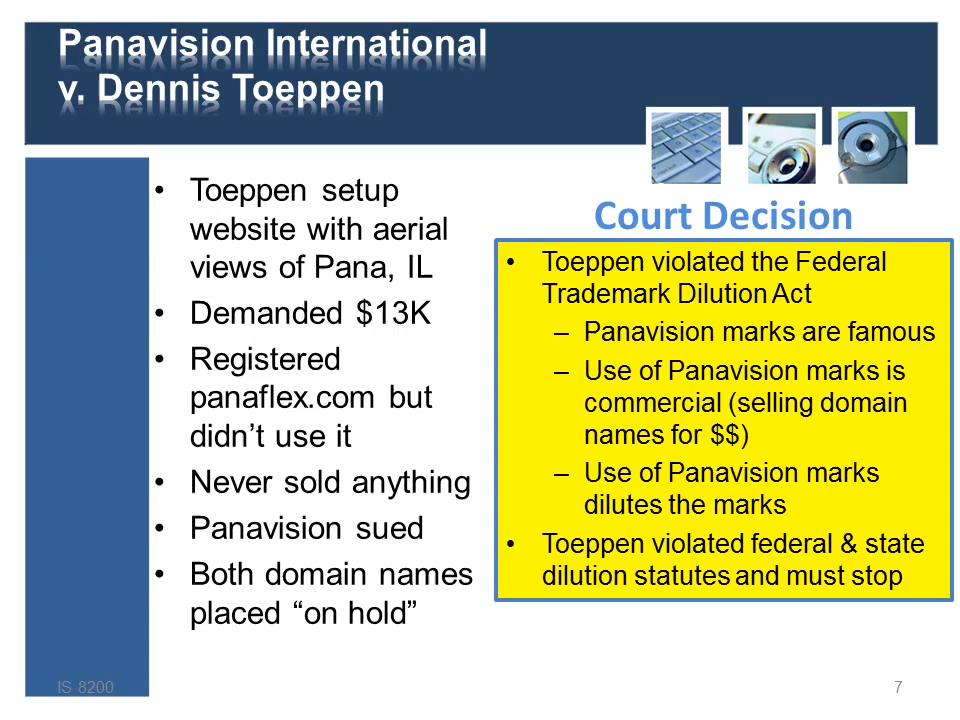 Panavision International
v. Dennis Toeppen
• Toeppen setup
website with aerial
views of Pana, IL
• Demanded $13K
• Registered
panaflex.com but
didn’t use it
• Never sold anything
• Panavision sued
• Both domain names
placed “on hold”
Court Decision
• Toeppen violated the Federal
Trademark Dilution Act
– Panavision marks are famous
– Use of Panavision marks is
commercial (selling domain
names for $$)
– Use of Panavision marks
dilutes the marks
• Toeppen violated federal & state
dilution statutes and must stop
IS 8200
7